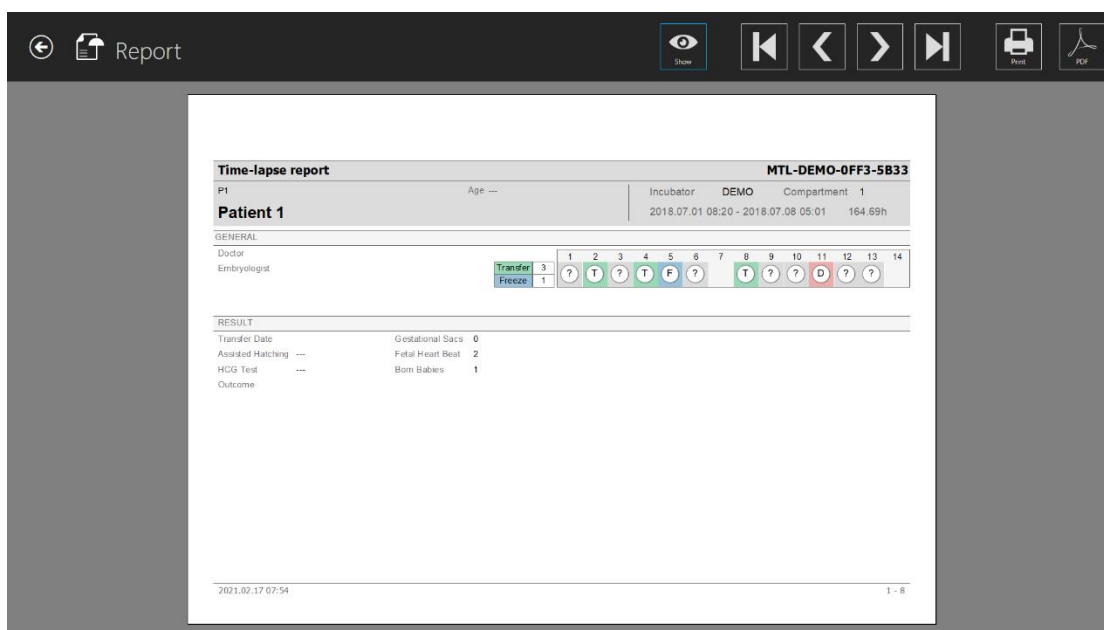 Report
Show
Print
PDF
Time-lapse report MTL-DEMO-0FF3-5B33
P1 Age --- Incubator DEMO Compartment 1
Patient 1 2018.07.01 08:20 - 2018.07.08 05:01 164.69h
GENERAL
Doctor
Embryologist
1 2 3 4 5 6 7 8 9 10 11 12 13 14
Transfer 3
Freeze 1
? T ? T F ? T ? ? D ? ?
RESULT
Transfer Date Gestational Sacs 0
Assisted Hatching --- Fetal Heart Beat 2
HCG Test --- Born Babies 1
Outcome
2021.02.17 07:54 1 - 8